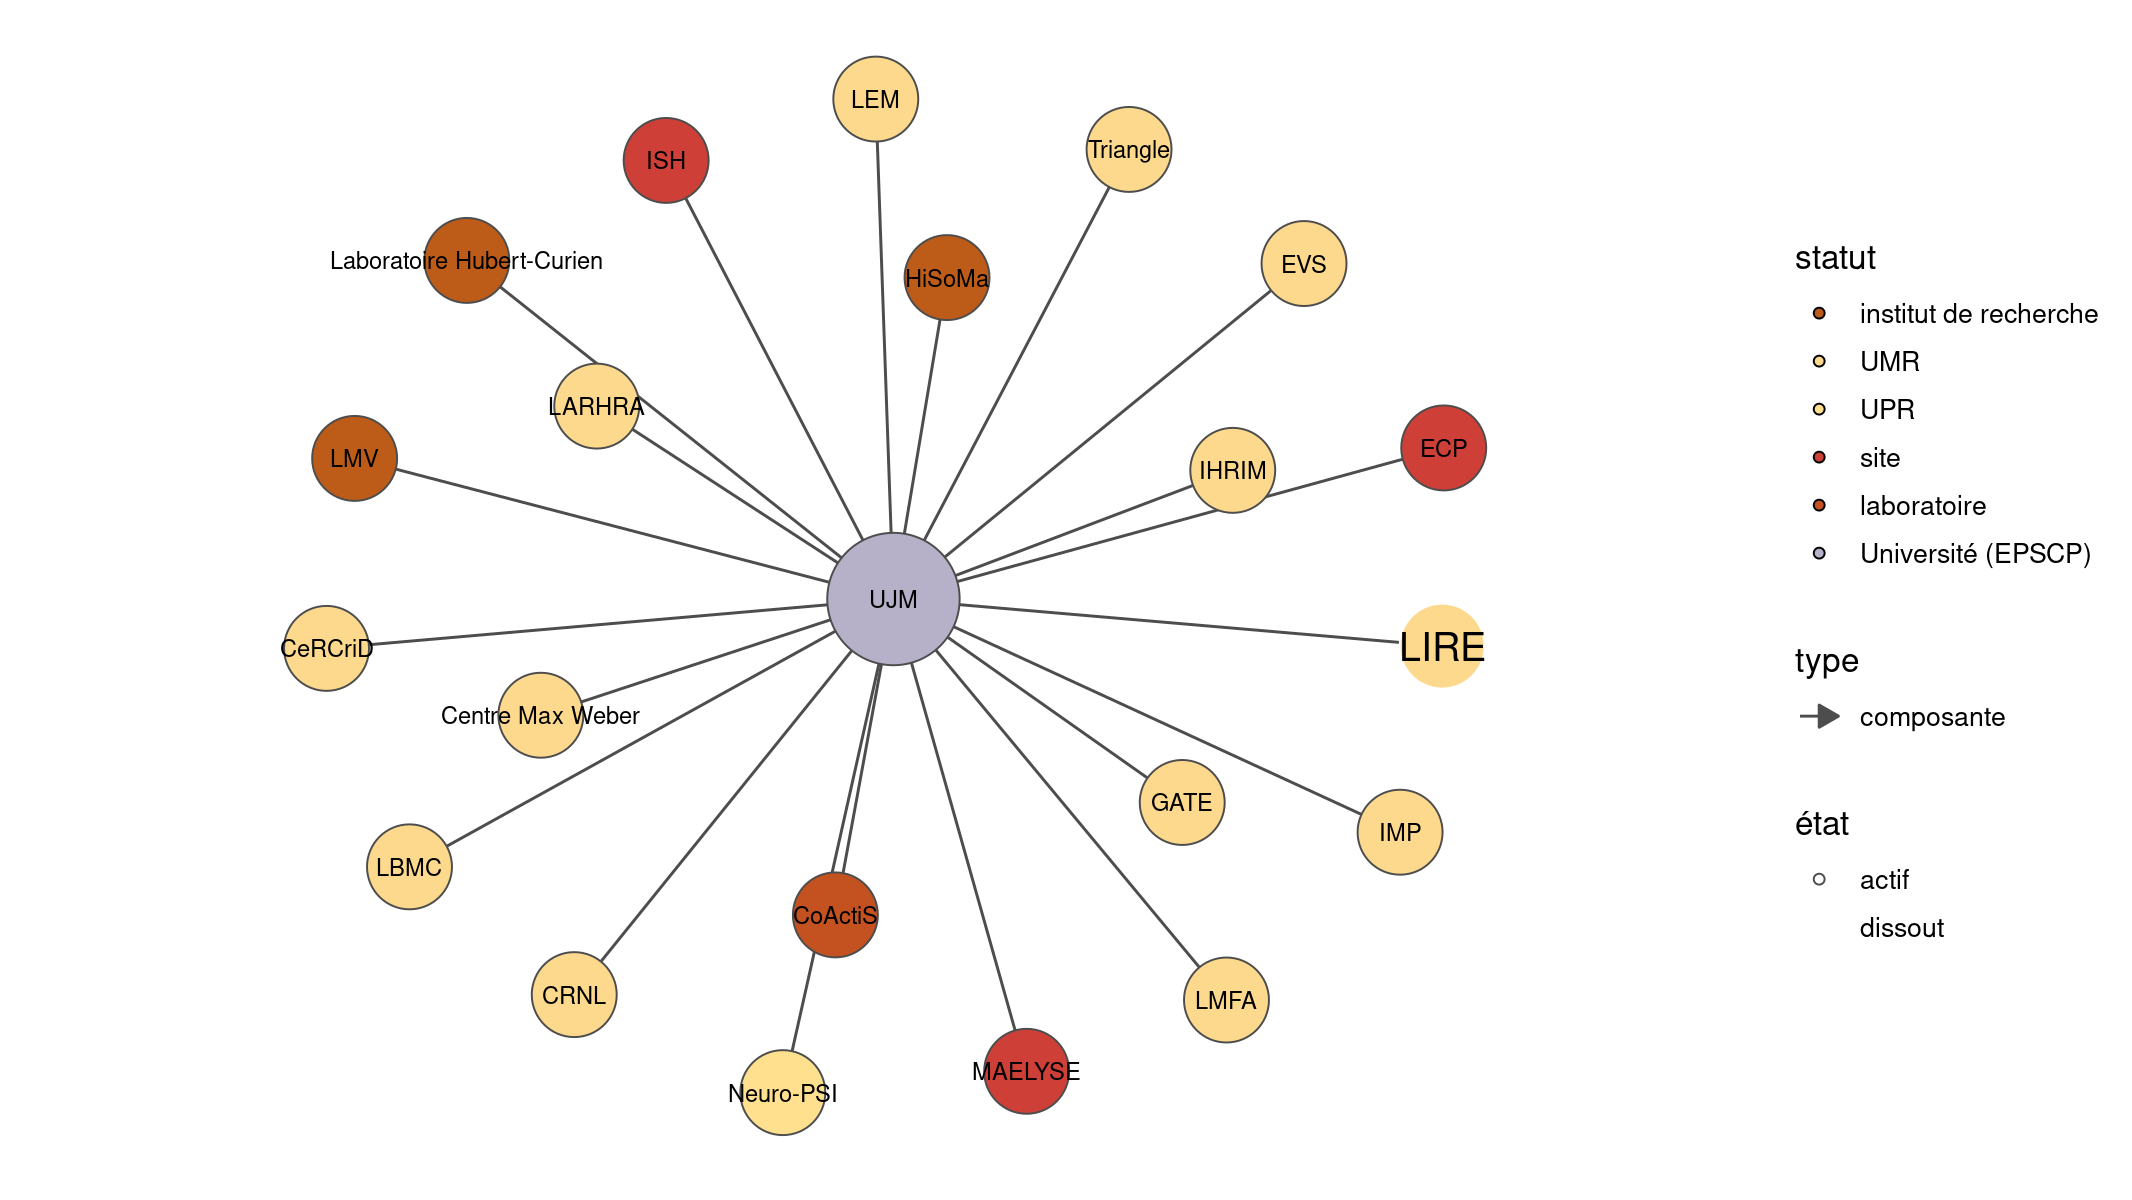 LEM
Triangle
ISH
Laboratoire Hubert-Curien
HiSoMa
EVS
LARHRA
LMV
IHRIM
ECP
UJM
CeRCriD
LIRE
Centre Max Weber
GATE
IMP
LBMC
CoActiS
CRNL
LMFA
MAELYSE
Neuro-PSI
statut
institut de recherche
UMR
UPR
site
laboratoire
Université (EPSCP)
type
composante
état
actif
dissout